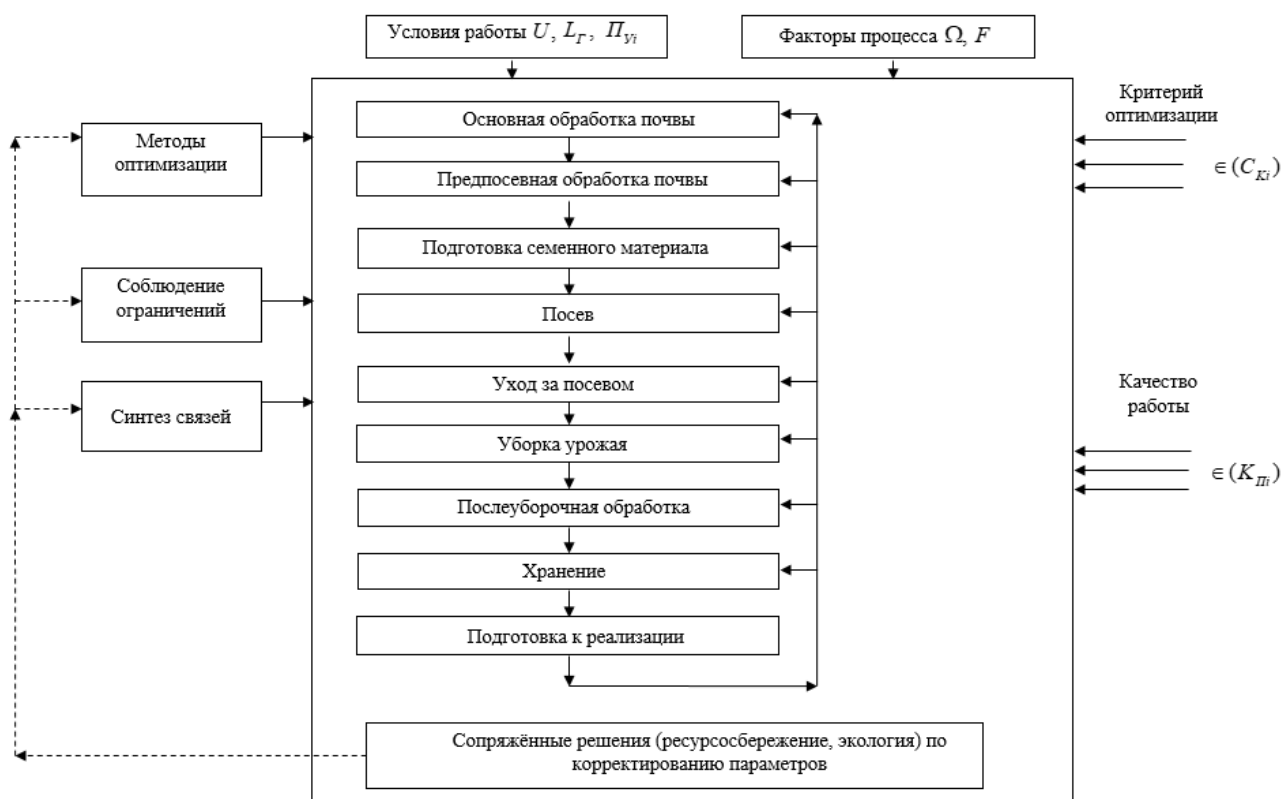 Условия работы U, L_Г, П_Уi
Факторы процесса Ω, F
Критерий
оптимизации
∈(C_Ki)
Методы
оптимизации
Соблюдение
ограничений
Синтез связей
Основная обработка почвы
Предпосевная обработка почвы
Подготовка семенного материала
Посев
Уход за посевом
Уборка урожая
Послеуборочная обработка
Хранение
Подготовка к реализации
Качество
работы
∈(K_Пi)
Сопряжённые решения (ресурсосбережение, экология) по
корректированию параметров